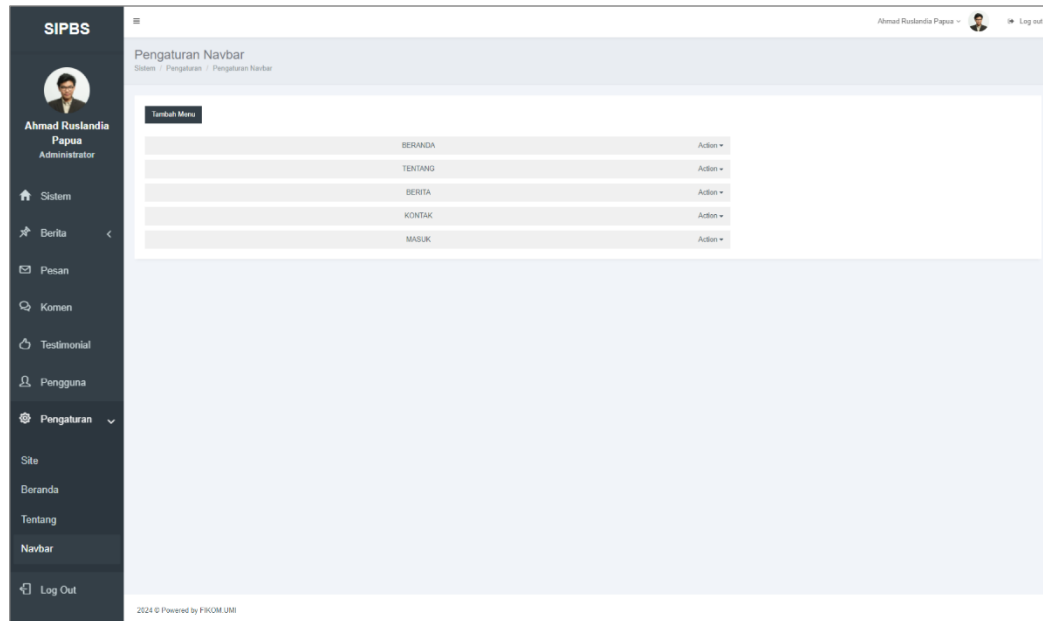 SIPBS
Ahmad Ruslandia Papua
Log out
Pengaturan Navbar
Sistem / Pengaturan / Pengaturan Navbar
Ahmad Ruslandia
Papua
Administrator
Sistem
Berita
Pesan
Komen
Testimonial
Pengguna
Pengaturan
Site
Beranda
Tentang
Navbar
Log Out
Tambah Menu
BERANDA Action
TENTANG Action
BERITA Action
KONTAK Action
MASUK Action
2024 © Powered by FIKOM.UMI